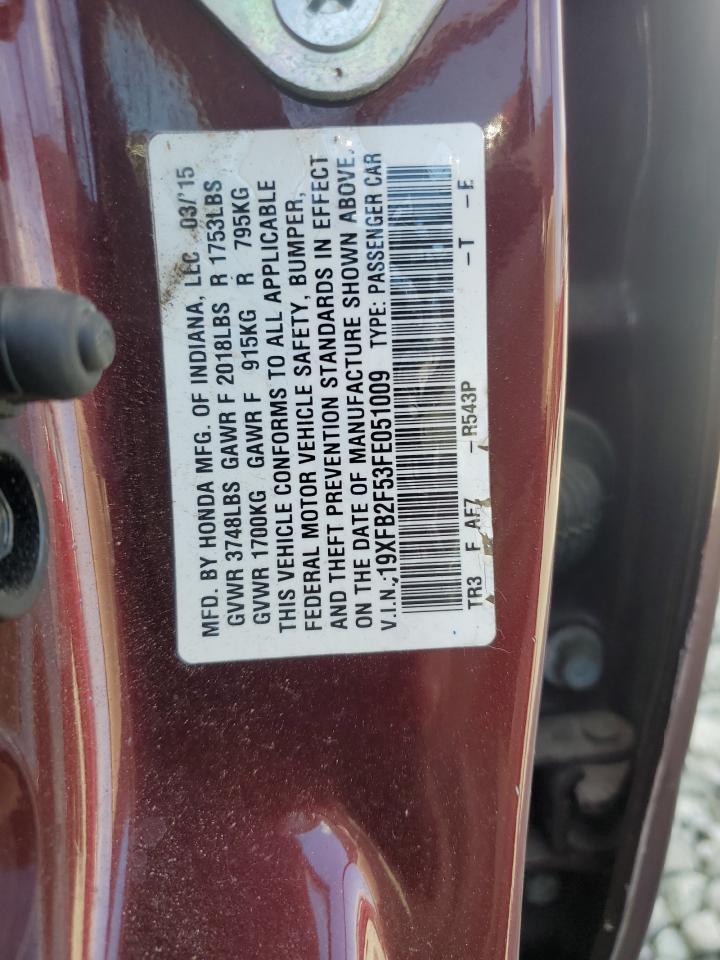 MFD. BY HONDA MFG. OF INDIANA, LLC 03/'15
GVWR 3748LBS GAWR F 2018LBS R 1753LBS
GVWR 1700KG GAWR F 915KG R 795KG
THIS VEHICLE CONFORMS TO ALL APPLICABLE
FEDERAL MOTOR VEHICLE SAFETY, BUMPER,
AND THEFT PREVENTION STANDARDS IN EFFECT
ON THE DATE OF MANUFACTURE SHOWN ABOVE.
V.I.N.:19XFB2F53FE051009 TYPE: PASSENGER CAR
TR3 F AF7 -R543P -T -E